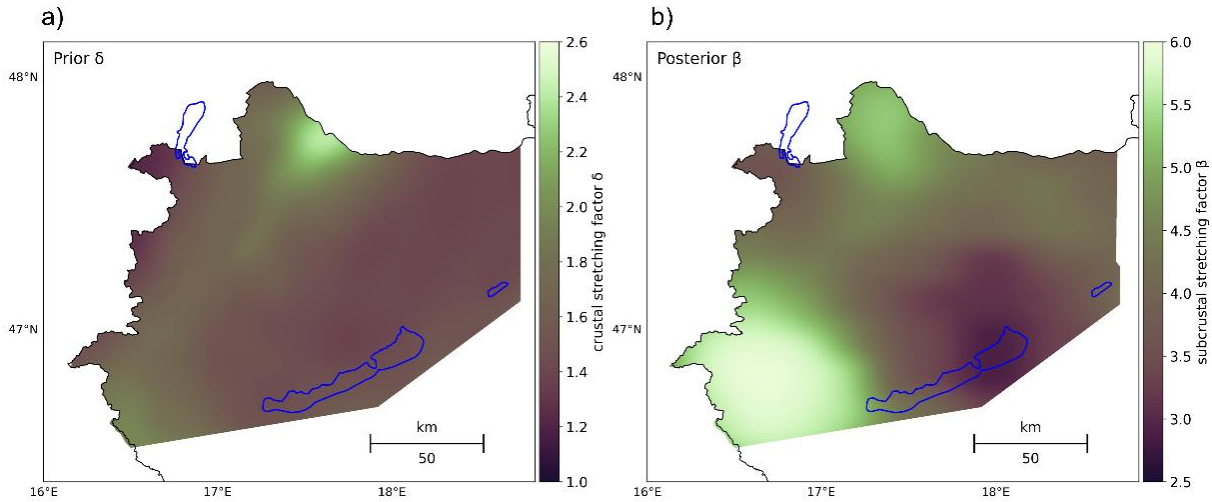 a)
Prior δ
48°N
47°N
16°E
17°E
18°E
km
50
2.6
2.4
2.2
2.0
1.8
1.6
1.4
1.2
1.0
crustal stretching factor δ
b)
Posterior β
48°N
47°N
16°E
17°E
18°E
km
50
6.0
5.5
5.0
4.5
4.0
3.5
3.0
2.5
subcrustal stretching factor β